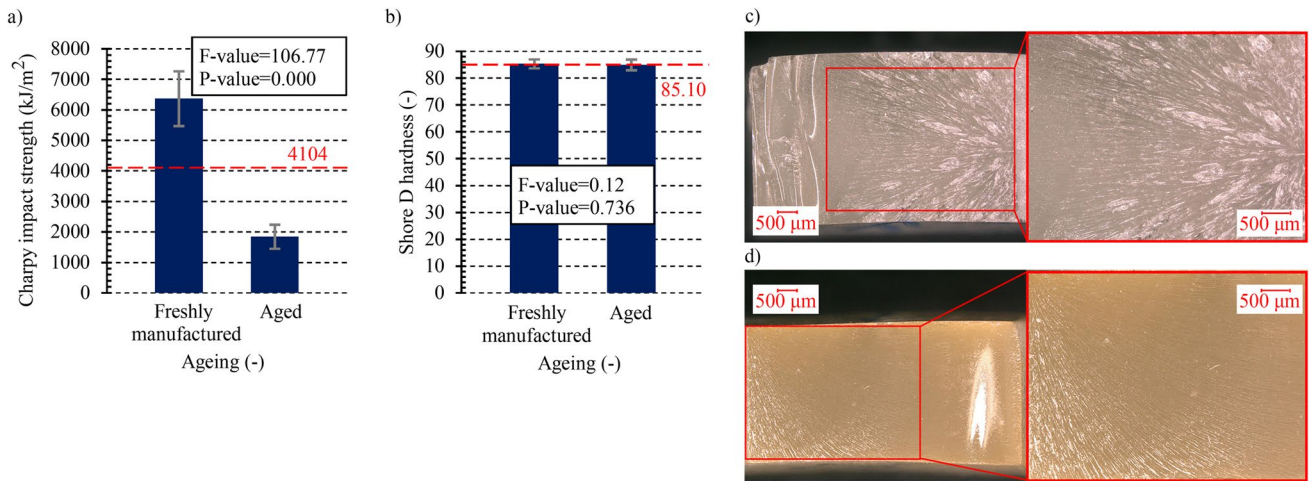 a)
Charpy impact strength (kJ/m²)
8000
7000
6000
5000
4000
3000
2000
1000
0
F-value=106.77
P-value=0.000
4104
Freshly
manufactured
Aged
Ageing (-)
b)
Shore D hardness (-)
90
80
70
60
50
40
30
20
10
0
85.10
F-value=0.12
P-value=0.736
Freshly
manufactured
Aged
Ageing (-)
c)
500 μm
500 μm
d)
500 μm
500 μm